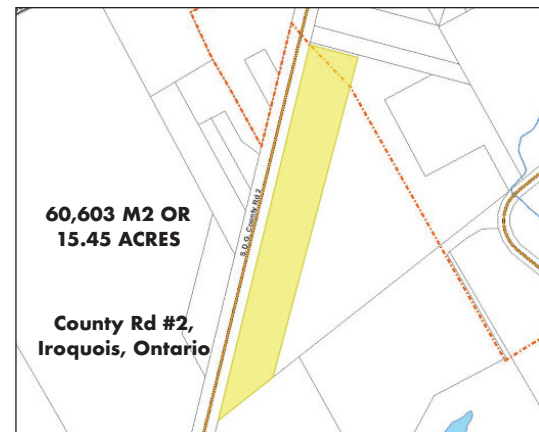 S.D.G. County Rd 2
60,603 M2 OR
15.45 ACRES
County Rd #2,
Iroquois, Ontario